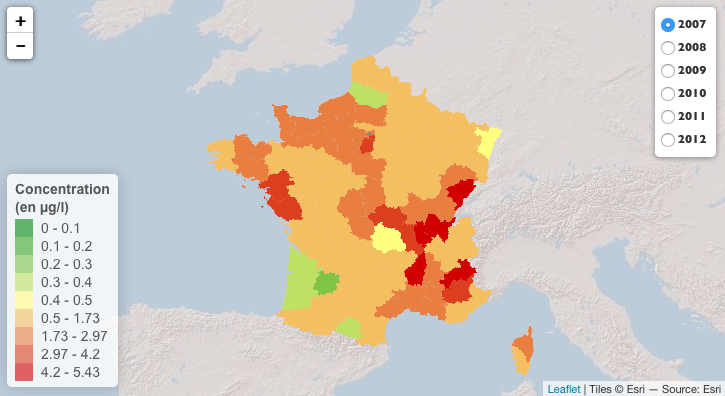 +
−
2007
2008
2009
2010
2011
2012
Concentration
(en µg/l)
0 - 0.1
0.1 - 0.2
0.2 - 0.3
0.3 - 0.4
0.4 - 0.5
0.5 - 1.73
1.73 - 2.97
2.97 - 4.2
4.2 - 5.43
Leaflet | Tiles © Esri — Source: Esri